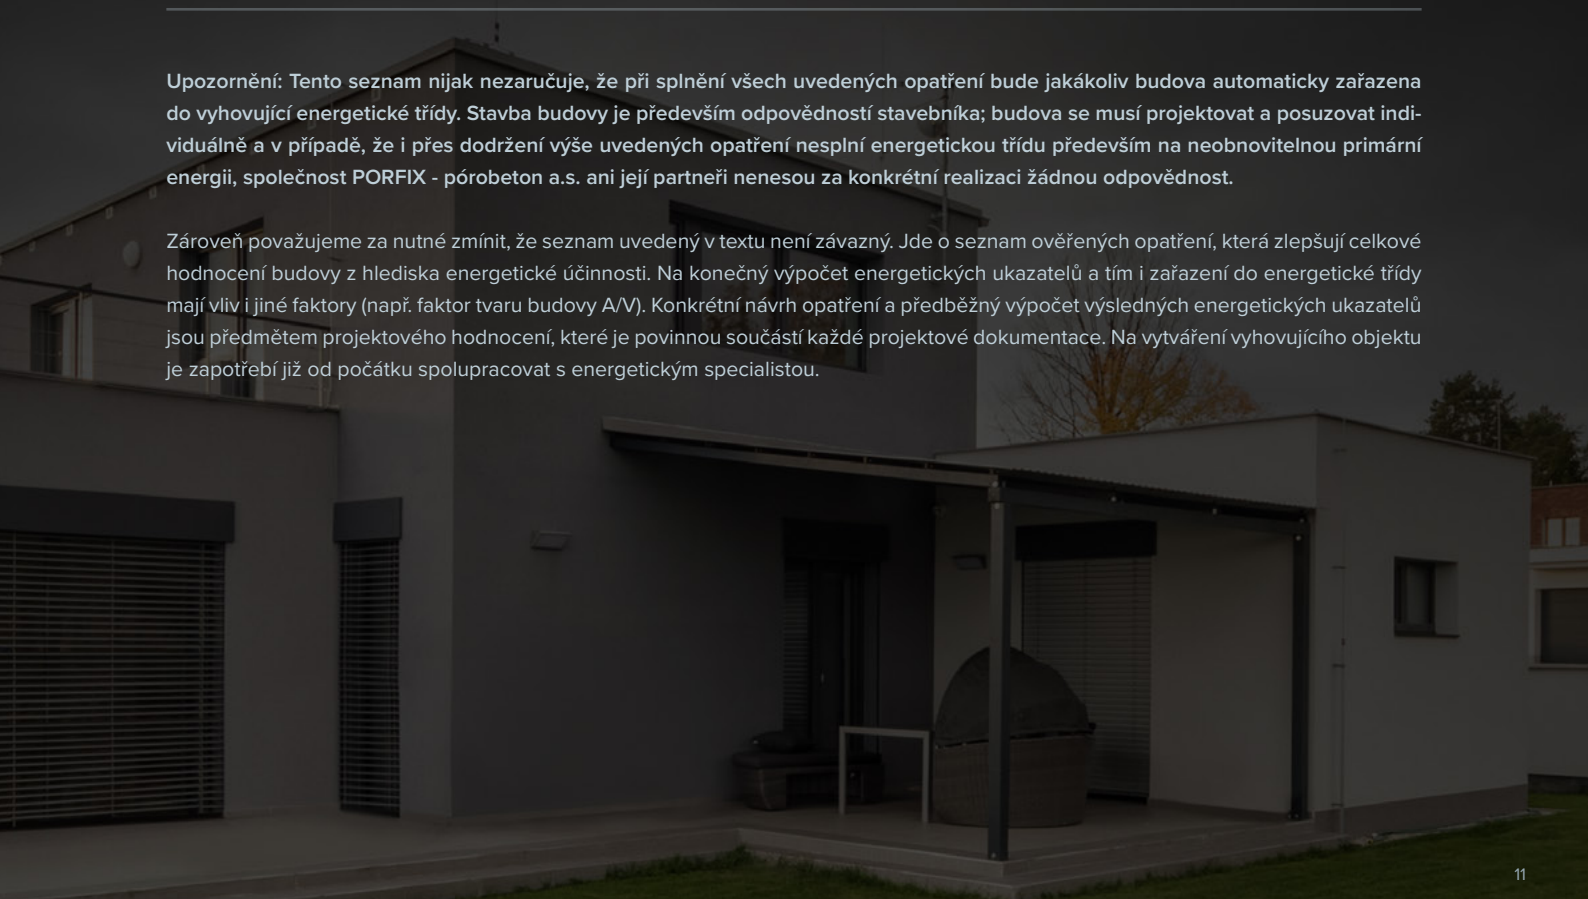 Upozornění: Tento seznam nijak nezaručuje, že při splnění všech uvedených opatření bude jakákoliv budova automaticky zařazena
do vyhovující energetické třídy. Stavba budovy je především odpovědností stavebníka; budova se musí projektovat a posuzovat indi-
viduálně a v případě, že i přes dodržení výše uvedených opatření nesplní energetickou třídu především na neobnovitelnou primární
energii, společnost PORFIX - pórobeton a.s. ani její partneři nenesou za konkrétní realizaci žádnou odpovědnost.
Zároveň považujeme za nutné zmínit, že seznam uvedený v textu není závazný. Jde o seznam ověřených opatření, která zlepšují celkové
hodnocení budovy z hlediska energetické účinnosti. Na konečný výpočet energetických ukazatelů a tím i zařazení do energetické třídy
mají vliv i jiné faktory (např. faktor tvaru budovy A/V). Konkrétní návrh opatření a předběžný výpočet výsledných energetických ukazatelů
jsou předmětem projektového hodnocení, které je povinnou součástí každé projektové dokumentace. Na vytváření vyhovujícího objektu
je zapotřebí již od počátku spolupracovat s energetickým specialistou.
11